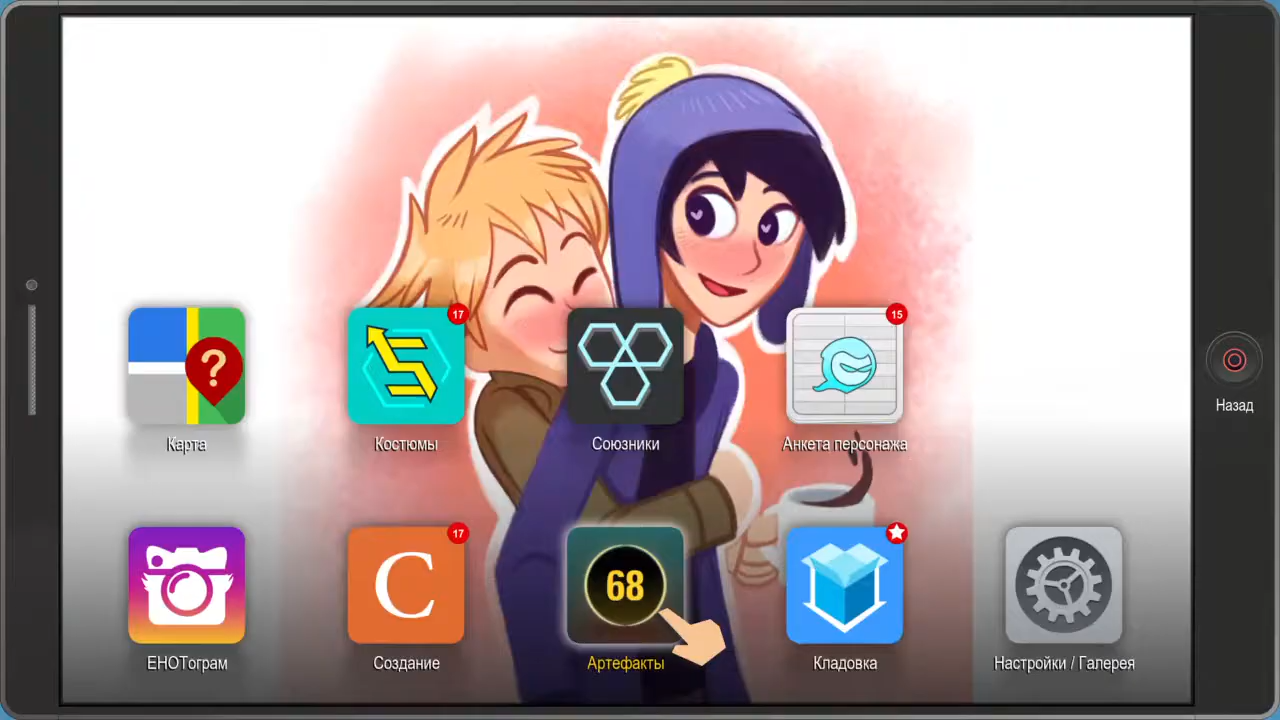 17
15
?
Карта
Костюмы
Союзники
Анкета персонажа
Назад
17
C
68
ЕНОТограм
Создание
Артефакты
Кладовка
Настройки / Галерея